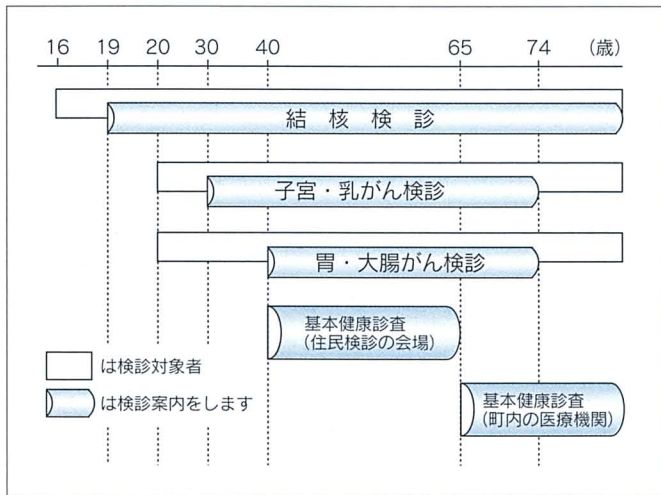 16 19 20 30 40 65 74 (歳)
結核検診
子宮・乳がん検診
胃・大腸がん検診
基本健康診査
(住民検診の会場)
は検診対象者
は検診案内をします
基本健康診査
(町内の医療機関)